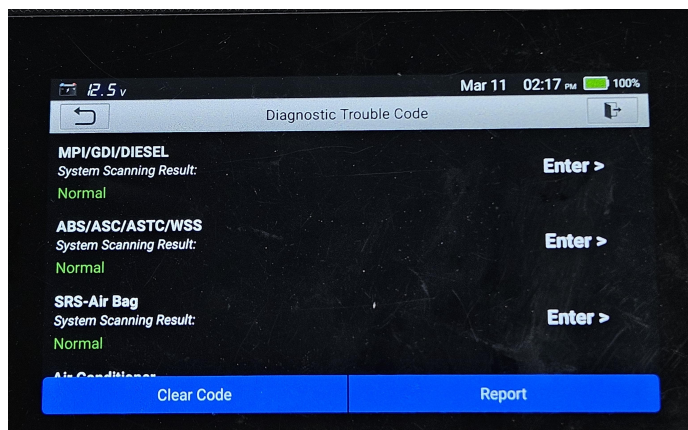 12.5 v
Mar 11 02:17 PM 100%
Diagnostic Trouble Code
MPI/GDI/DIESEL
System Scanning Result:
Enter >
Normal
ABS/ASC/ASTC/WSS
System Scanning Result:
Enter >
Normal
SRS-Air Bag
System Scanning Result:
Enter >
Normal
Air Conditioner
Clear Code
Report